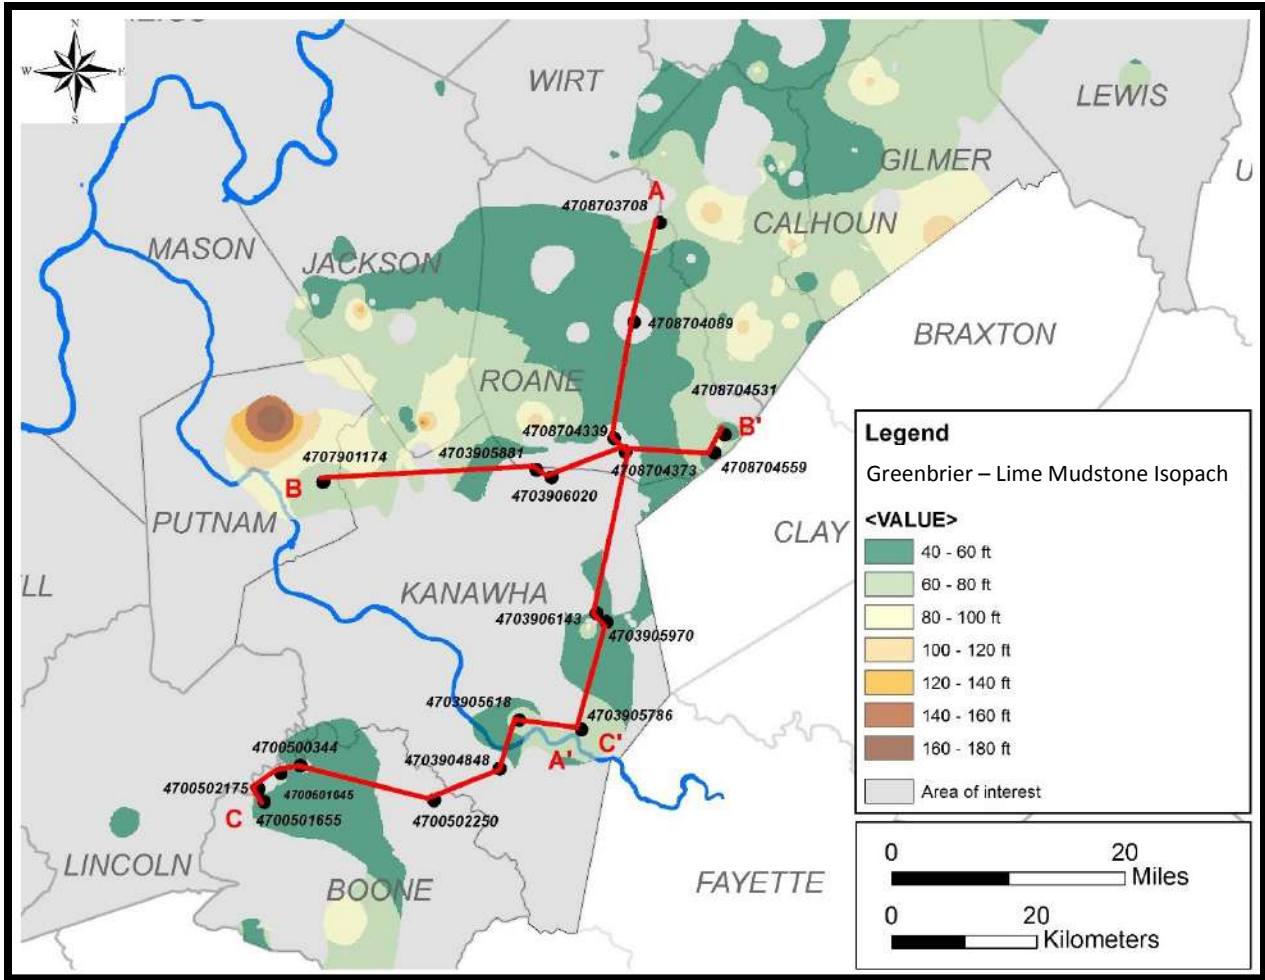 N
W
E
S
WIRT
LEWIS
GILMER
A
4708703708
CALHOUN
MASON
JACKSON
4708704089
BRAXTON
ROANE
4708704531
4708704339
B'
4707901174
4703905881
4708704373
4708704559
B
4703906020
PUTNAM
CLAY
LL
KANAWHA
4703906143
4703905970
4703905618
4703905786
C'
4700500344
4703904848
A'
4700502175
4700601645
C
4700501655
4700502250
LINCOLN
BOONE
FAYETTE
Legend
Greenbrier – Lime Mudstone Isopach
<VALUE>
40 - 60 ft
60 - 80 ft
80 - 100 ft
100 - 120 ft
120 - 140 ft
140 - 160 ft
160 - 180 ft
Area of interest
0 20
Miles
0 20
Kilometers